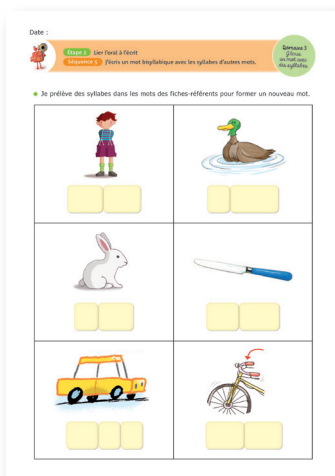 Date :
Étape 2 Lier l'oral à l'écrit
Séquence 5 J'écris un mot bisyllabique avec les syllabes d'autres mots.
Domaine 3
J'écris
un mot avec
des syllabes
Je prélève des syllabes dans les mots des fiches-référents pour former un nouveau mot.